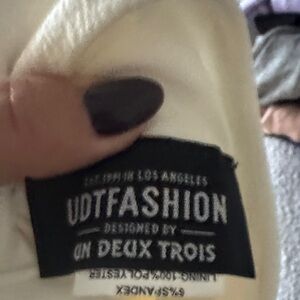 EST. 1991 IN LOS ANGELES
UDTFASHION
DESIGNED BY
UN DEUX TROIS
6%SPANDEX
LINING:100%POLYESTER